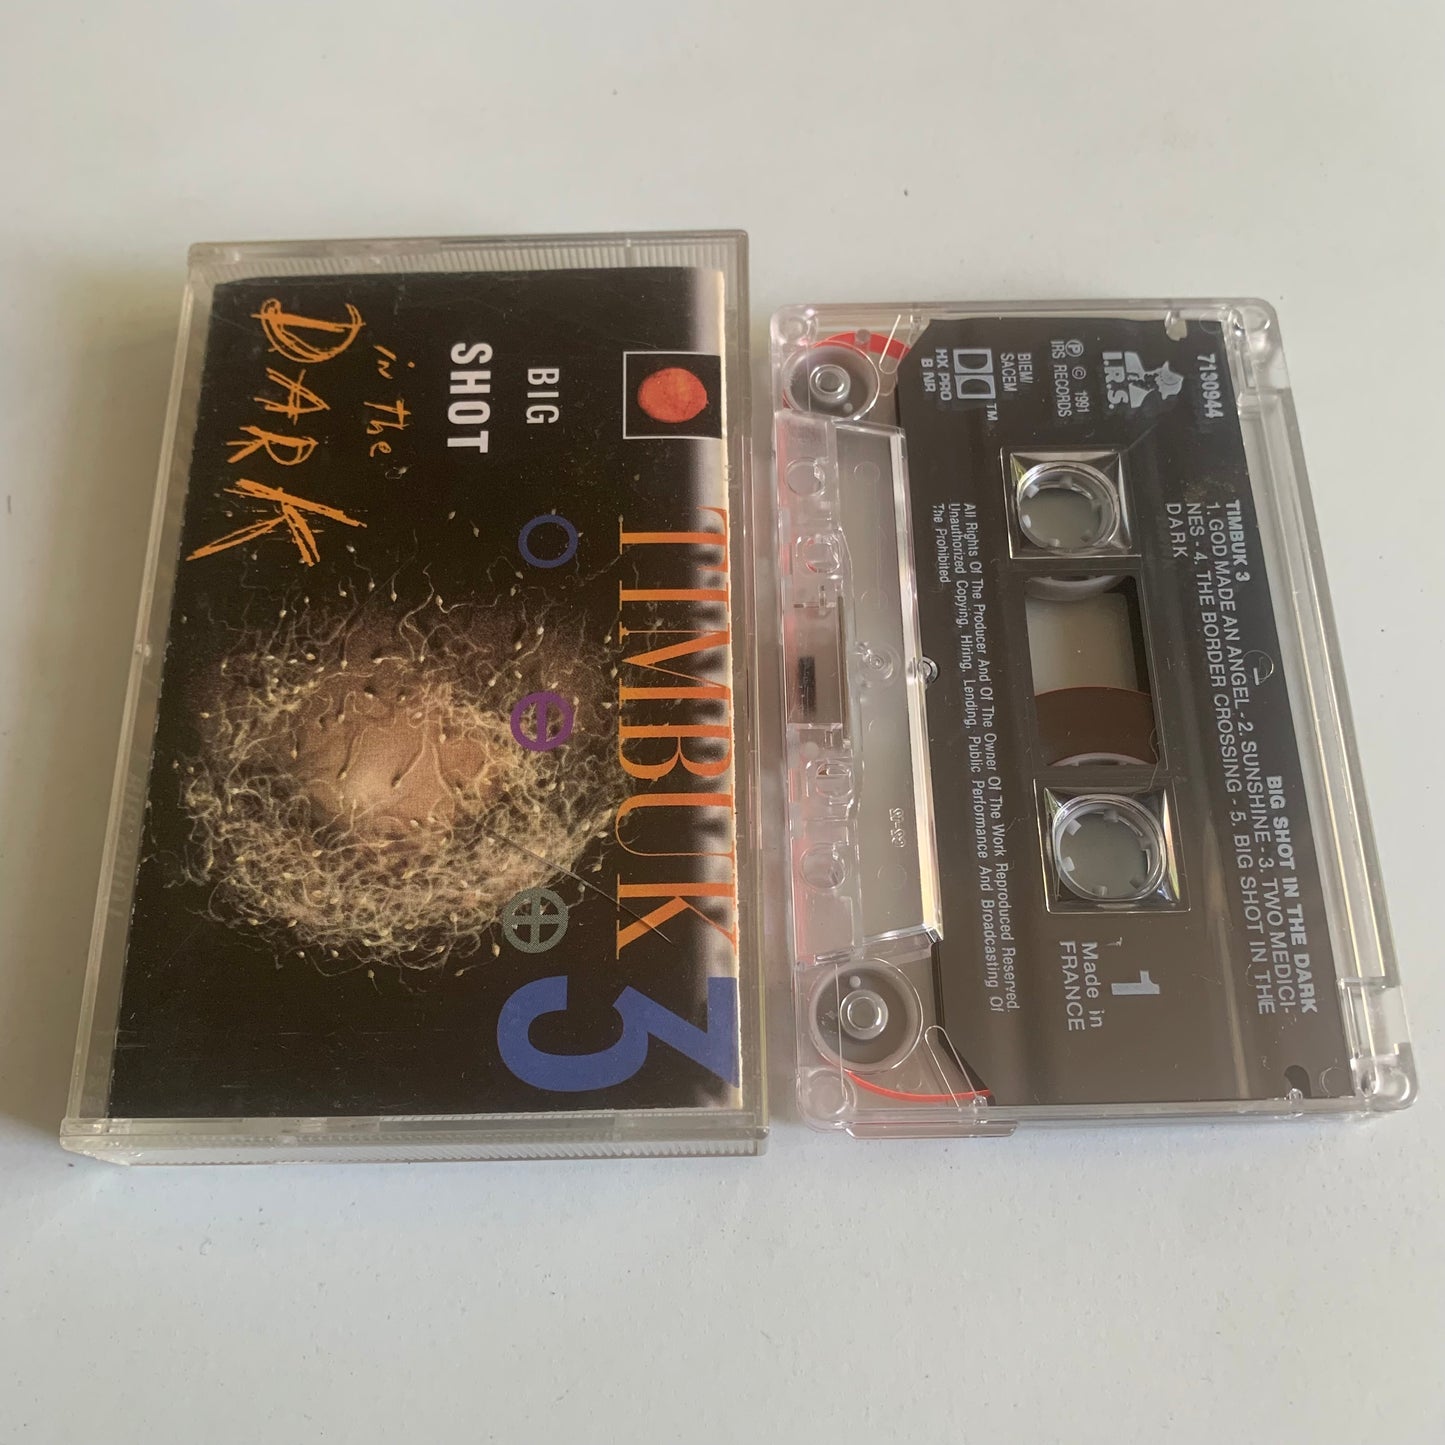 TIMBUK 3
BIG
SHOT
in the
DARK
7130944
I.R.S.
Ⓟ © 1991
IRS RECORDS
BIEM/
SACEM
™
HX PRO
B NR
TIMBUK 3
BIG SHOT IN THE DARK
1. GOD MADE AN ANGEL - 2. SUNSHINE - 3. TWO MEDICI-
NES - 4. THE BORDER CROSSING - 5. BIG SHOT IN THE
DARK
1
Made in
FRANCE
All Rights Of The Producer And Of The Owner Of The Work Reproduced Reserved.
Unauthorized Copying, Hiring, Lending, Public Performance And Broadcasting Of
The Prohibited.